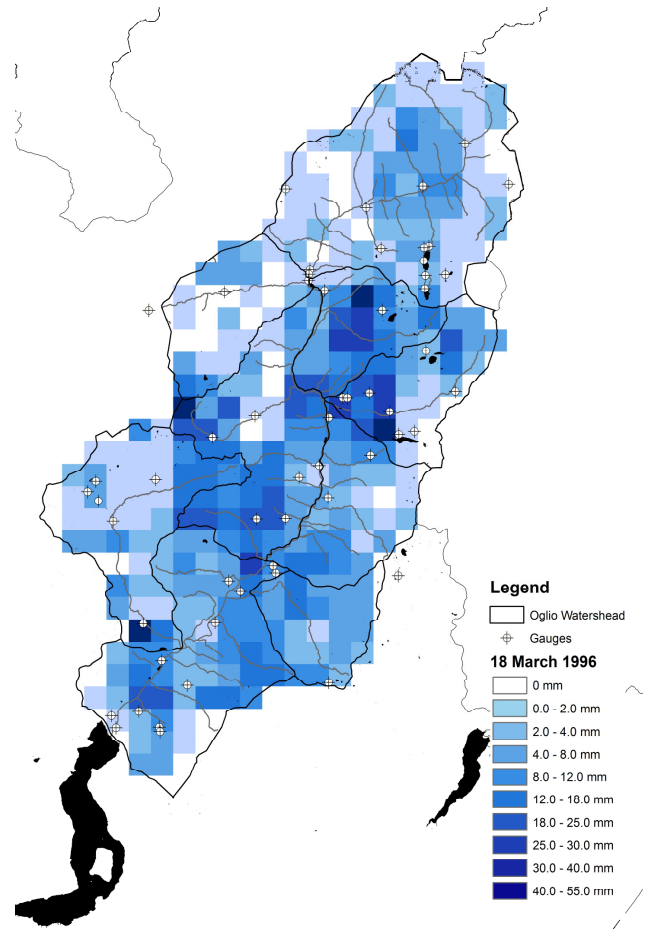 Legend
Oglio Watershead
Gauges
18 March 1996
0 mm
0.0 - 2.0 mm
2.0 - 4.0 mm
4.0 - 8.0 mm
8.0 - 12.0 mm
12.0 - 18.0 mm
18.0 - 25.0 mm
25.0 - 30.0 mm
30.0 - 40.0 mm
40.0 - 55.0 mm